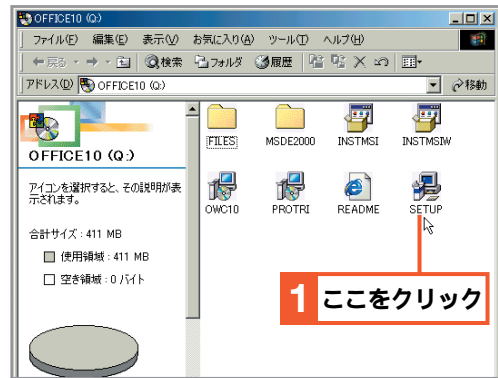 OFFICE10 (Q:)
ファイル(F) 編集(E) 表示(V) お気に入り(A) ツール(T) ヘルプ(H)
戻る 検索 フォルダ 履歴
アドレス(D) OFFICE10 (Q:) 移動
OFFICE10 (Q:)
アイコンを選択すると、その説明が表
示されます。
合計サイズ : 411 MB
使用領域 : 411 MB
空き領域 : 0 バイト
FILES MSDE2000 INSTMSI INSTMSIW
OWC10 PROTRI README SETUP
1 ここをクリック